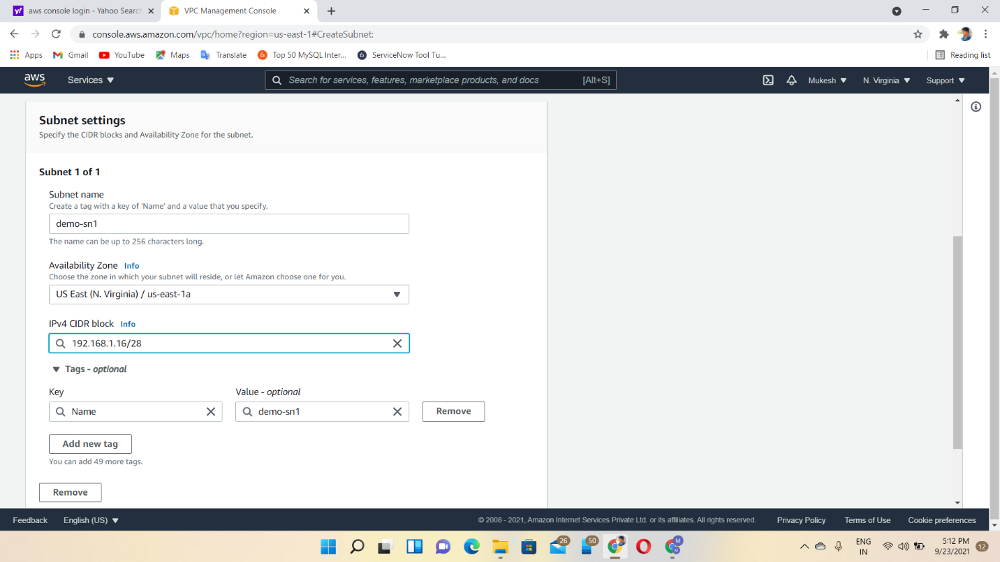 aws console login - Yahoo Search
VPC Management Console
console.aws.amazon.com/vpc/home?region=us-east-1#CreateSubnet:
Apps
Gmail
YouTube
Maps
Translate
Top 50 MySQL Inter...
ServiceNow Tool Tu...
Reading list
aws
Services
Search for services, features, marketplace products, and docs
[Alt+S]
Mukesh
N. Virginia
Support
Subnet settings
Specify the CIDR blocks and Availability Zone for the subnet.
Subnet 1 of 1
Subnet name
Create a tag with a key of 'Name' and a value that you specify.
demo-sn1
The name can be up to 256 characters long.
Availability Zone Info
Choose the zone in which your subnet will reside, or let Amazon choose one for you.
US East (N. Virginia) / us-east-1a
IPv4 CIDR block Info
192.168.1.16/28
Tags - optional
Key
Value - optional
Name
demo-sn1
Remove
Add new tag
You can add 49 more tags.
Remove
Feedback
English (US)
© 2008 - 2021, Amazon Internet Services Private Ltd. or its affiliates. All rights reserved.
Privacy Policy
Terms of Use
Cookie preferences
26
50
M
M
ENG
IN
5:12 PM
9/23/2021
12